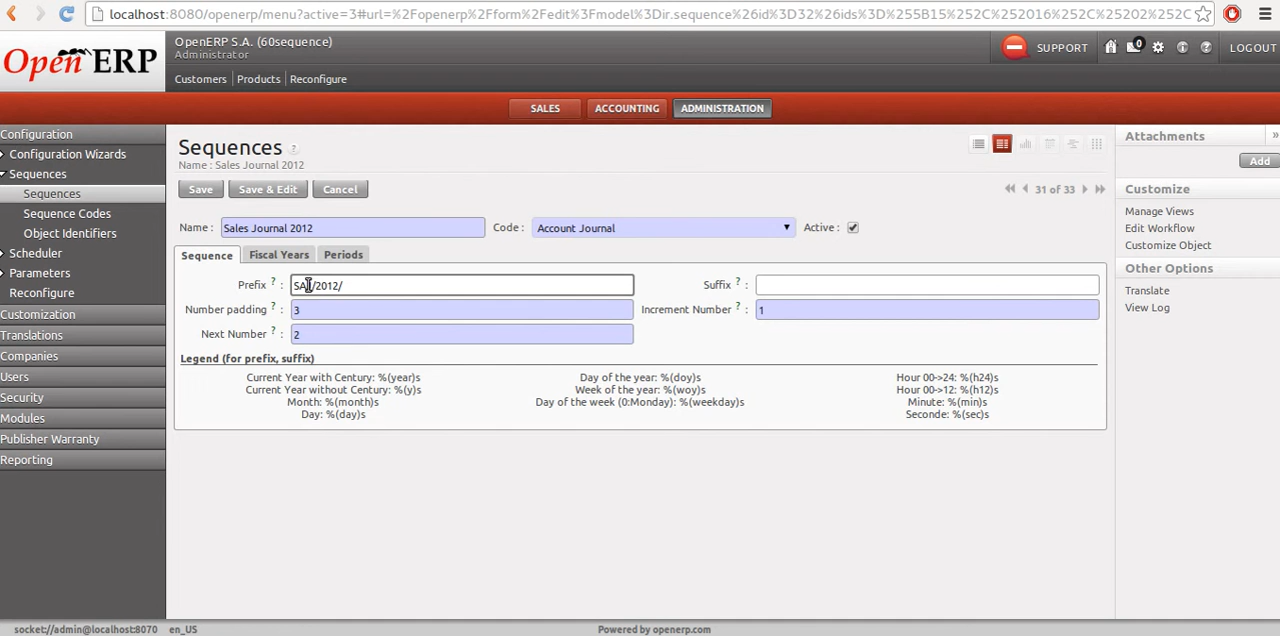 localhost:8080/openerp/menu?active=3#url=%2Fopenerp%2Fform%2Fedit%3Fmodel%3Dir.sequence%26id%3D32%26ids%3D%255B15%252C%252016%252C%25202%252C
Open ERP
OpenERP S.A. (60sequence)
Administrator
Customers Products Reconfigure
SUPPORT 0 LOGOUT
SALES ACCOUNTING ADMINISTRATION
Configuration
Configuration Wizards
Sequences
Sequences
Sequence Codes
Object Identifiers
Scheduler
Parameters
Reconfigure
Customization
Translations
Companies
Users
Security
Modules
Publisher Warranty
Reporting
Sequences ?
Name : Sales Journal 2012
Save Save & Edit Cancel
31 of 33
Name : Sales Journal 2012 Code : Account Journal Active :
Sequence Fiscal Years Periods
Prefix ? : /2012/ Suffix ? :
Number padding ? : 3 Increment Number ? : 1
Next Number ? : 2
Legend (for prefix, suffix)
Current Year with Century: %(year)s Day of the year: %(doy)s Hour 00->24: %(h24)s
Current Year without Century: %(y)s Week of the year: %(woy)s Hour 00->12: %(h12)s
Month: %(month)s Day of the week (0:Monday): %(weekday)s Minute: %(min)s
Day: %(day)s Seconde: %(sec)s
Attachments »
Add
Customize
Manage Views
Edit Workflow
Customize Object
Other Options
Translate
View Log
socket://admin@localhost:8070 en_US Powered by openerp.com